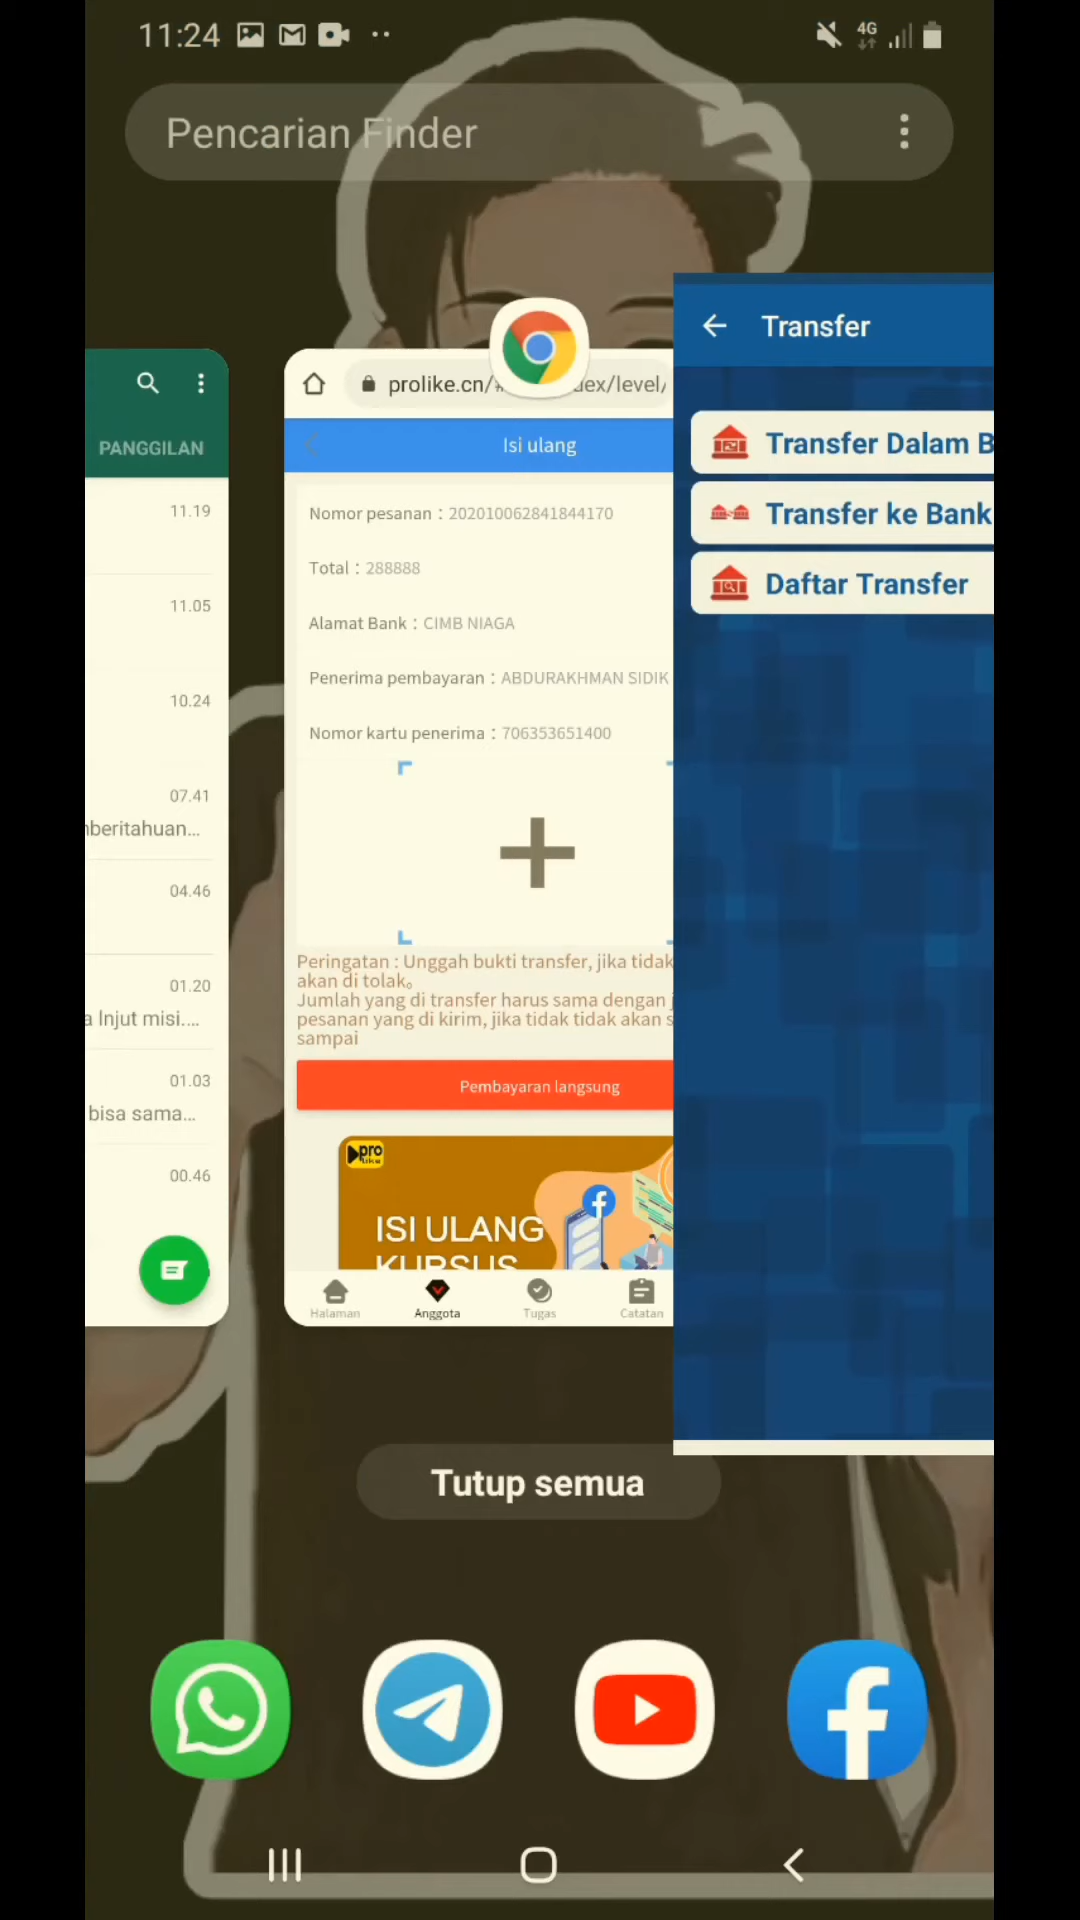 11:24
4G
Pencarian Finder
PANGGILAN
11.19
11.05
10.24
07.41
04.46
01.20
a lnjut misi....
01.03
bisa sama...
00.46
prolike.cn/
dex/level/
Isi ulang
Nomor pesanan : 202010062841844170
Total : 288888
Alamat Bank : CIMB NIAGA
Penerima pembayaran : ABDURAKHMAN SIDIK
Nomor kartu penerima : 706353651400
Peringatan : Unggah bukti transfer, jika tidak
akan di tolak。
Jumlah yang di transfer harus sama dengan j
pesanan yang di kirim, jika tidak tidak akan s
sampai
Pembayaran langsung
pro
Like
ISI ULANG
KURSUS
Halaman
Anggota
Tugas
Catatan
Transfer
Transfer Dalam B
Transfer ke Bank
Daftar Transfer
Tutup semua